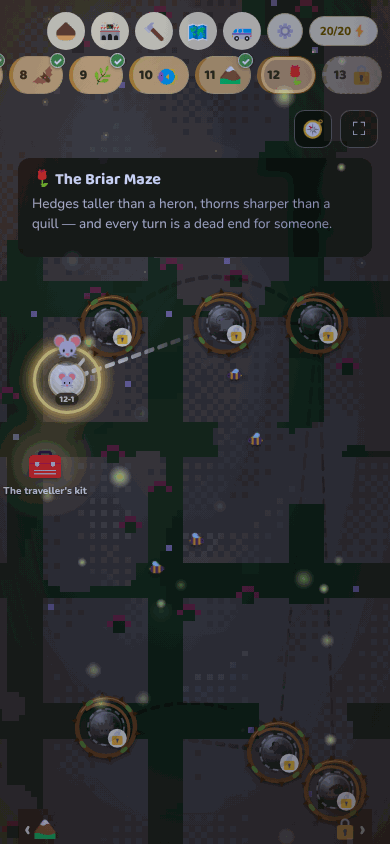 20/20
8
9
10
11
12
13
The Briar Maze
Hedges taller than a heron, thorns sharper than a
quill — and every turn is a dead end for someone.
12-1
The traveller's kit